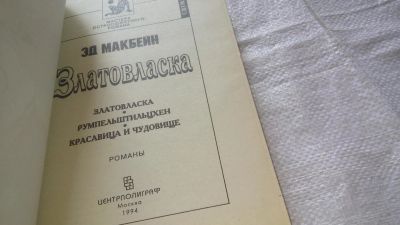 ЭД МАКБЕЙН
Златовласка
ЗЛАТОВЛАСКА
•
РУМПЕЛЬШТИЛЬЦХЕН
•
КРАСАВИЦА И ЧУДОВИЩЕ
РОМАНЫ
ЦЕНТРПОЛИГРАФ
Москва
1994